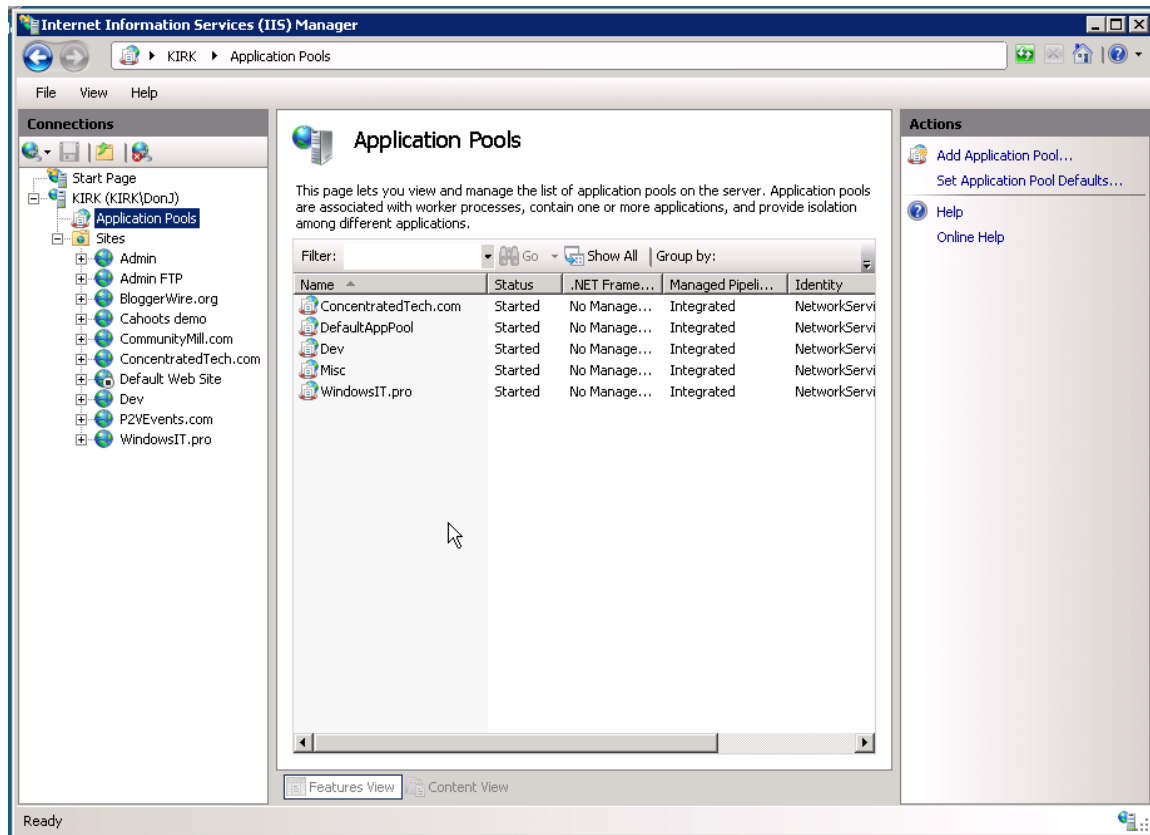 Internet Information Services (IIS) Manager
KIRK Application Pools
File View Help
Connections
Start Page
KIRK (KIRK\DonJ)
Application Pools
Sites
Admin
Admin FTP
BloggerWire.org
Cahoots demo
CommunityMill.com
ConcentratedTech.com
Default Web Site
Dev
P2VEvents.com
WindowsIT.pro
Application Pools
This page lets you view and manage the list of application pools on the server. Application pools
are associated with worker processes, contain one or more applications, and provide isolation
among different applications.
Filter: Go Show All Group by:
Name Status .NET Frame... Managed Pipeli... Identity
ConcentratedTech.com Started No Manage... Integrated NetworkServi
DefaultAppPool Started No Manage... Integrated NetworkServi
Dev Started No Manage... Integrated NetworkServi
Misc Started No Manage... Integrated NetworkServi
WindowsIT.pro Started No Manage... Integrated NetworkServi
Features View Content View
Actions
Add Application Pool...
Set Application Pool Defaults...
Help
Online Help
Ready